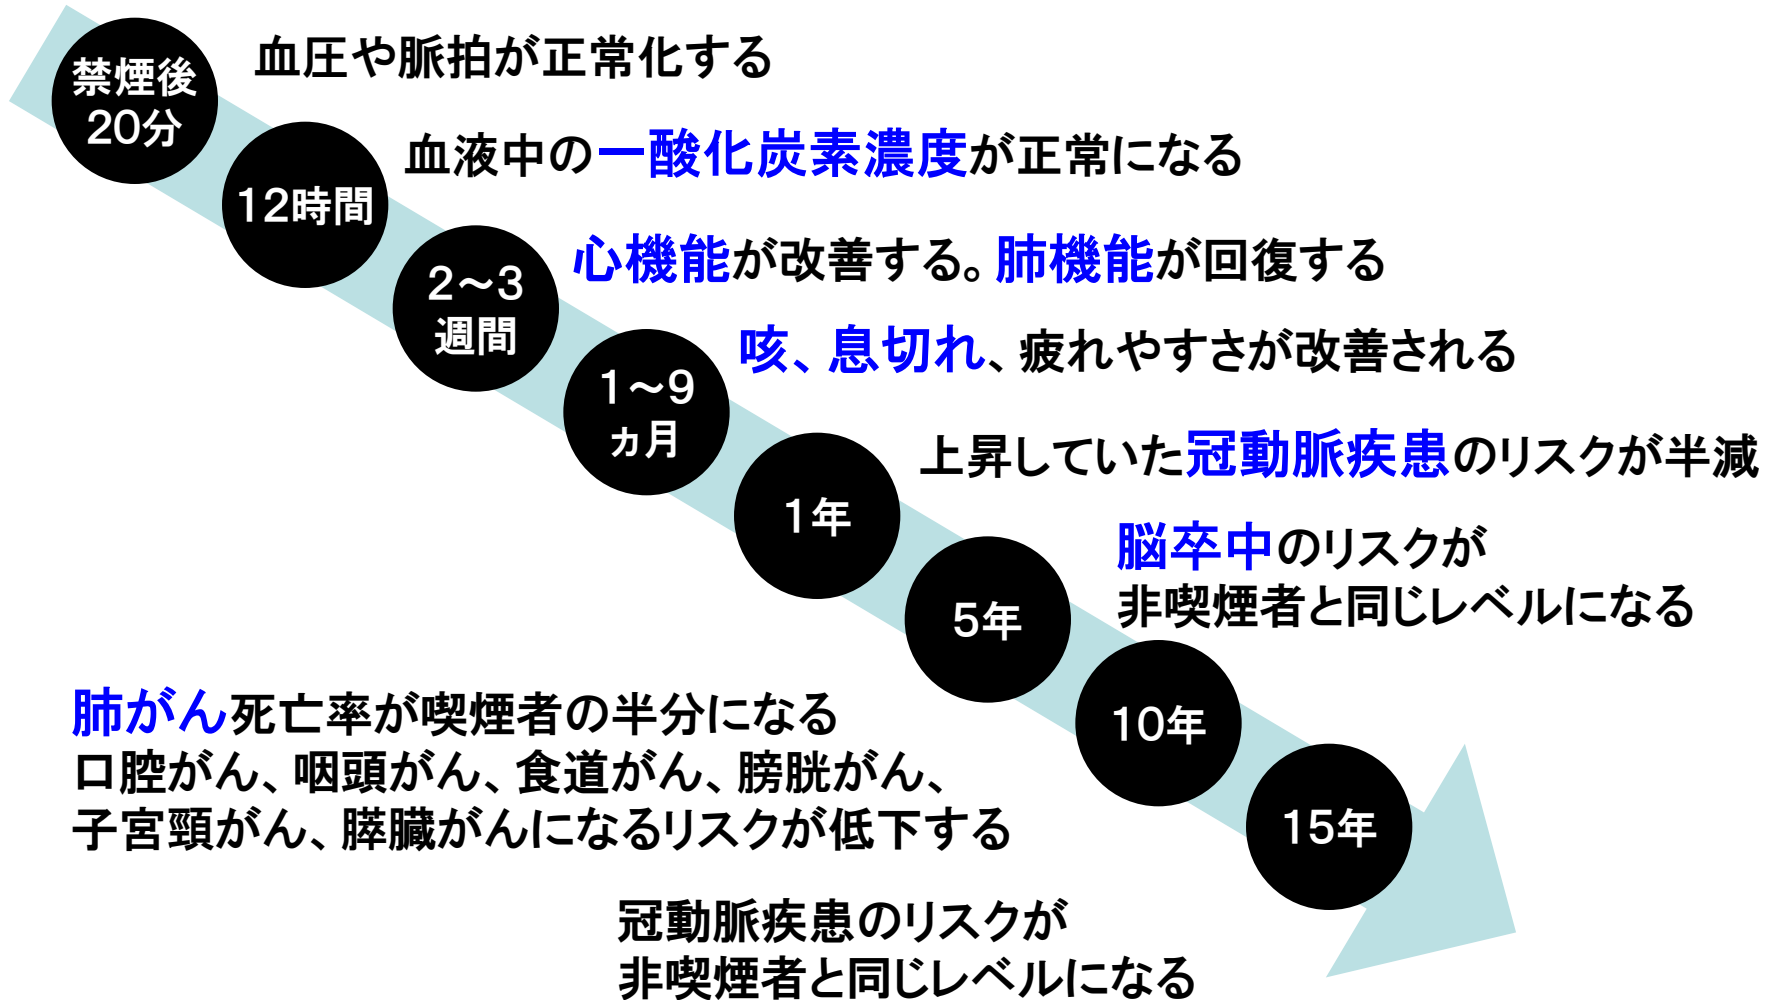 禁煙後
20分
血圧や脈拍が正常化する
12時間
血液中の一酸化炭素濃度が正常になる
2～3
週間
心機能が改善する。肺機能が回復する
1～9
ヵ月
咳、息切れ、疲れやすさが改善される
1年
上昇していた冠動脈疾患のリスクが半減
5年
脳卒中のリスクが
非喫煙者と同じレベルになる
10年
肺がん死亡率が喫煙者の半分になる
口腔がん、咽頭がん、食道がん、膀胱がん、
子宮頸がん、膵臓がんになるリスクが低下する
15年
冠動脈疾患のリスクが
非喫煙者と同じレベルになる